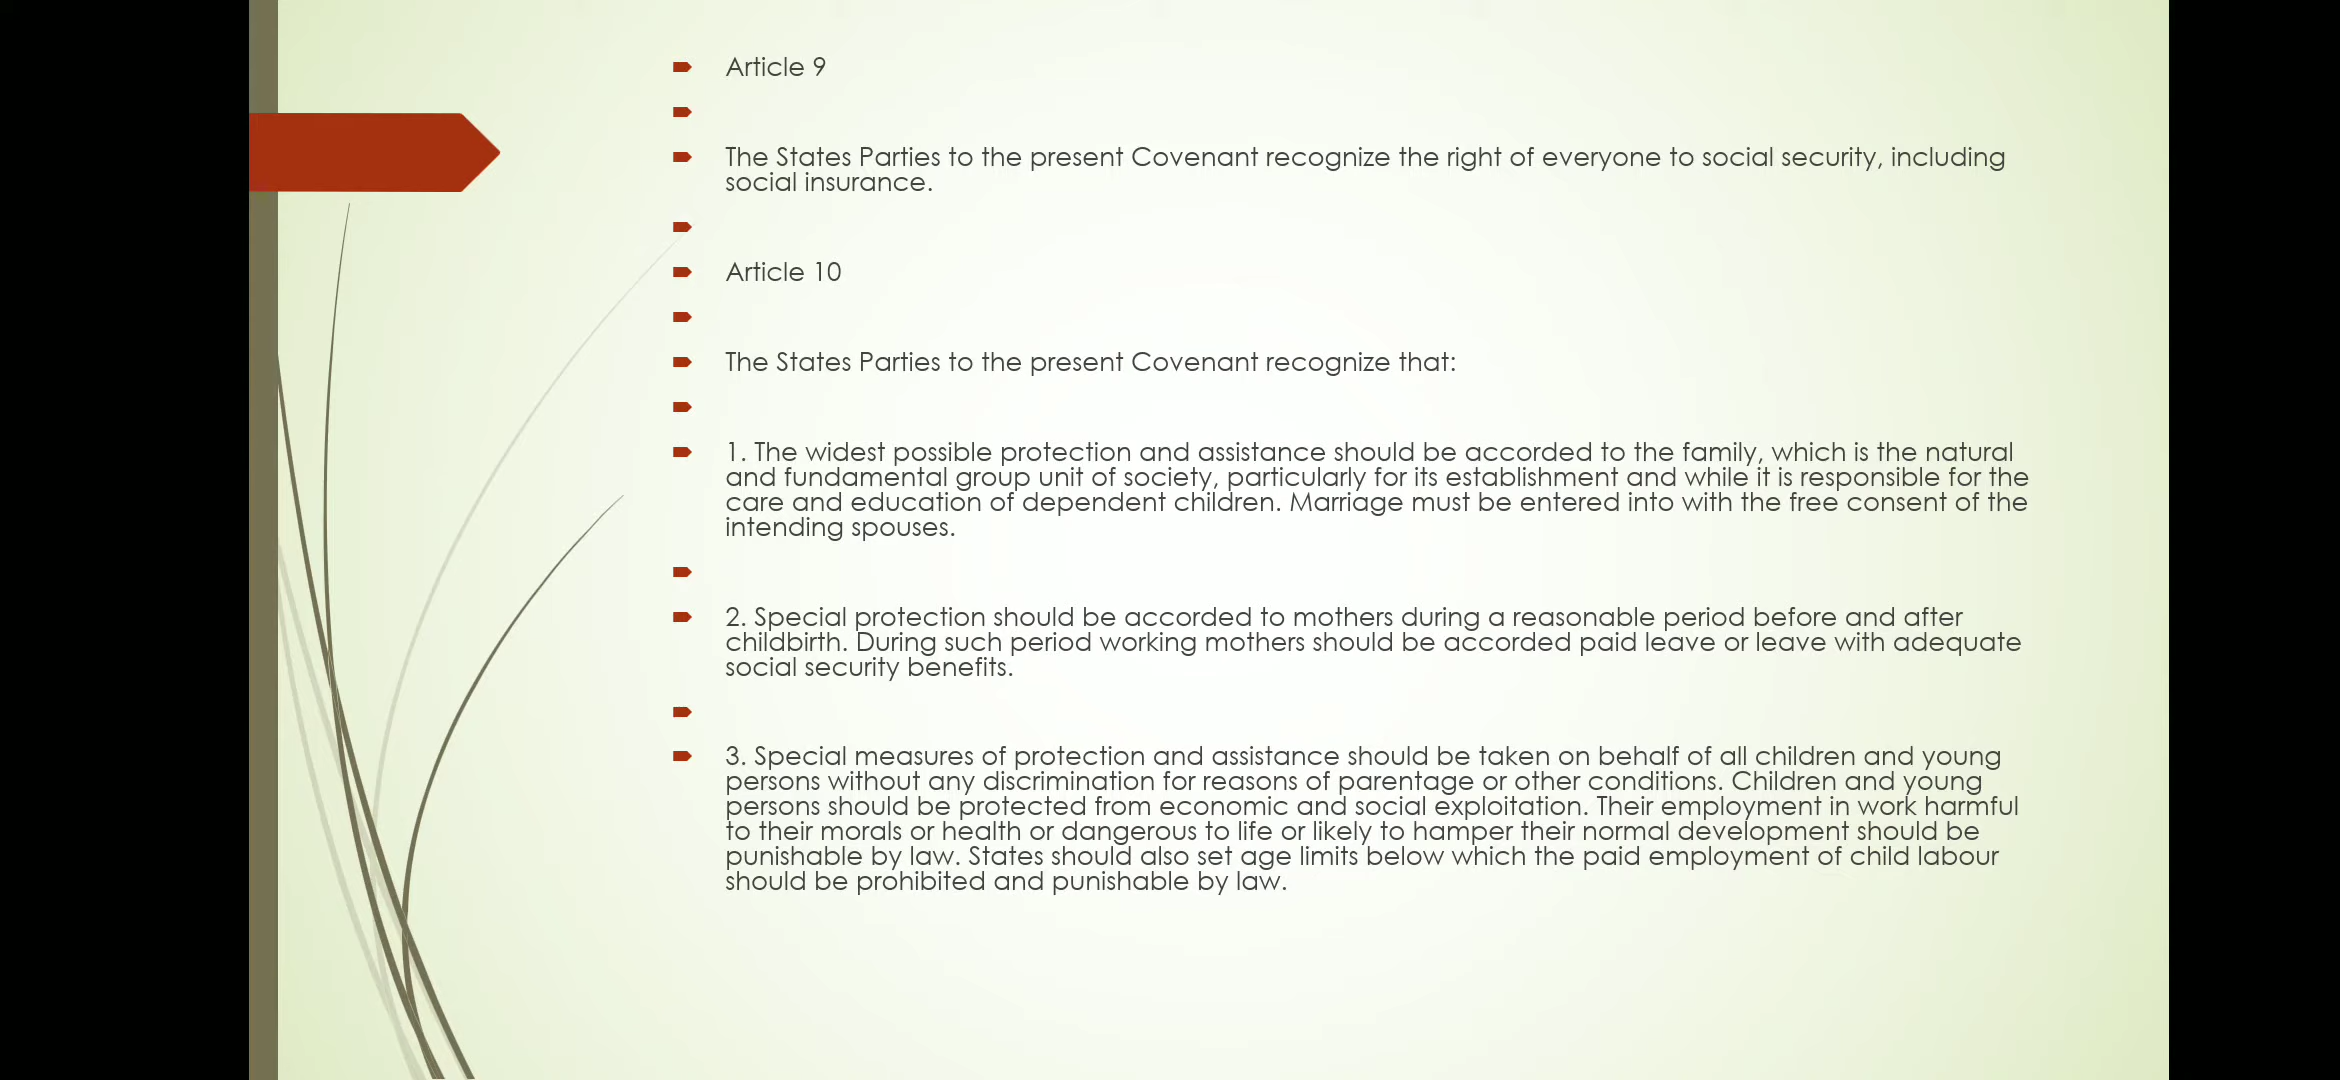 Article 9
The States Parties to the present Covenant recognize the right of everyone to social security, including
social insurance.
Article 10
The States Parties to the present Covenant recognize that:
1. The widest possible protection and assistance should be accorded to the family, which is the natural
and fundamental group unit of society, particularly for its establishment and while it is responsible for the
care and education of dependent children. Marriage must be entered into with the free consent of the
intending spouses.
2. Special protection should be accorded to mothers during a reasonable period before and after
childbirth. During such period working mothers should be accorded paid leave or leave with adequate
social security benefits.
3. Special measures of protection and assistance should be taken on behalf of all children and young
persons without any discrimination for reasons of parentage or other conditions. Children and young
persons should be protected from economic and social exploitation. Their employment in work harmful
to their morals or health or dangerous to life or likely to hamper their normal development should be
punishable by law. States should also set age limits below which the paid employment of child labour
should be prohibited and punishable by law.